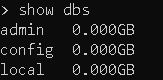 > show dbs
admin   0.000GB
config  0.000GB
local   0.000GB